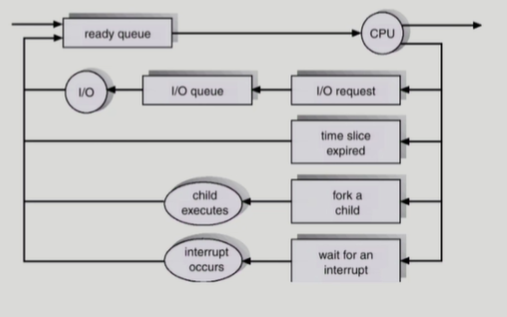 ready queue
CPU
I/O
I/O queue
I/O request
time slice
expired
child
executes
fork a
child
interrupt
occurs
wait for an
interrupt